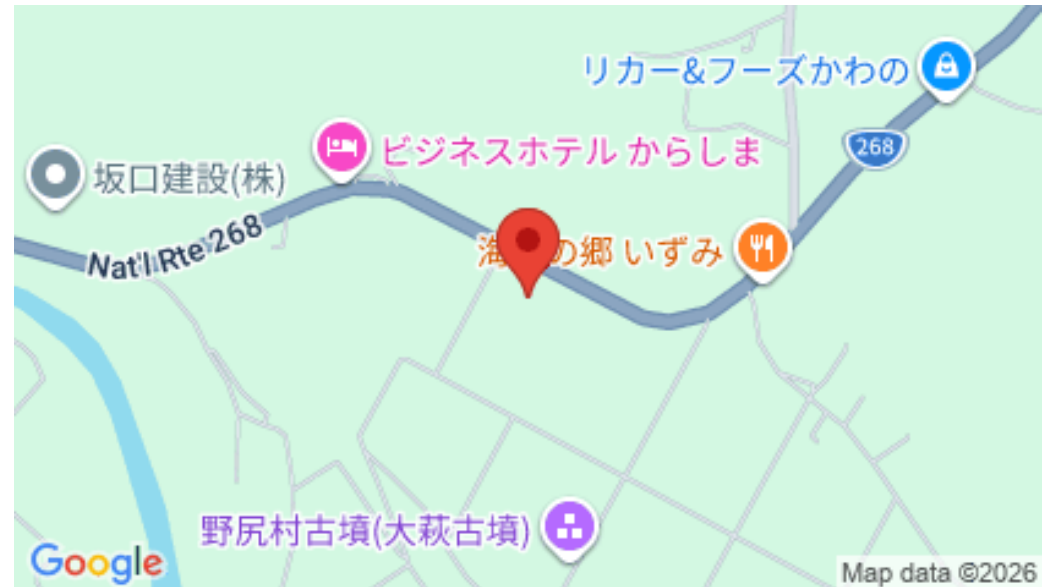 リカー&フーズかわの
268
ビジネスホテル からしま
坂口建設(株)
Nat'l Rte 268
海 の郷 いずみ
野尻村古墳(大萩古墳)
Google
Map data ©2026